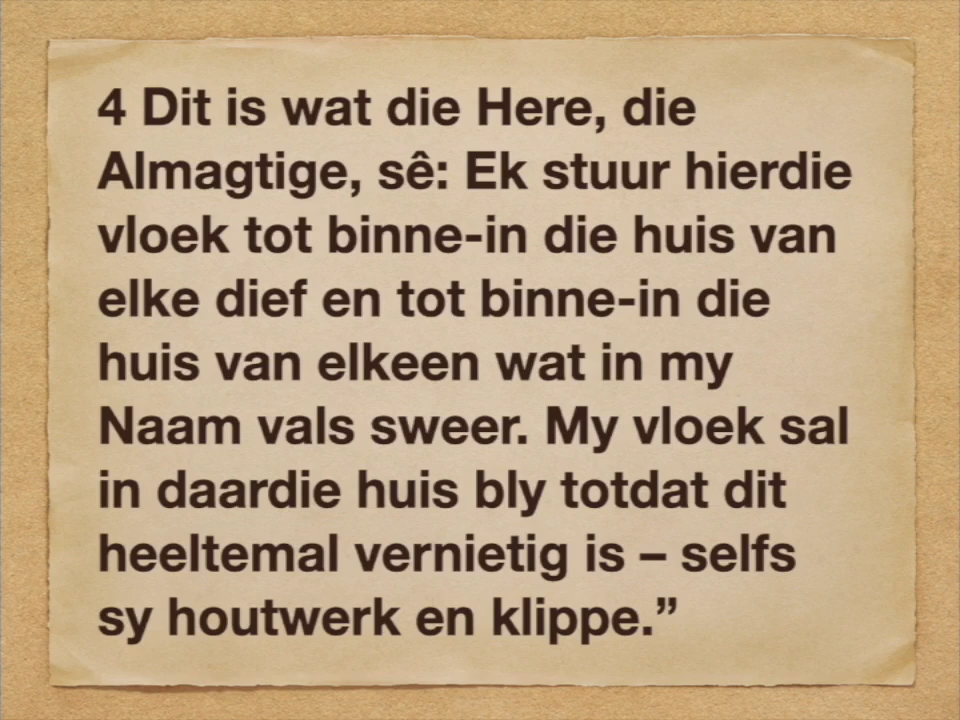 4 Dit is wat die Here, die
Almagtige, sê: Ek stuur hierdie
vloek tot binne-in die huis van
elke dief en tot binne-in die
huis van elkeen wat in my
Naam vals sweer. My vloek sal
in daardie huis bly totdat dit
heeltemal vernietig is – selfs
sy houtwerk en klippe.”